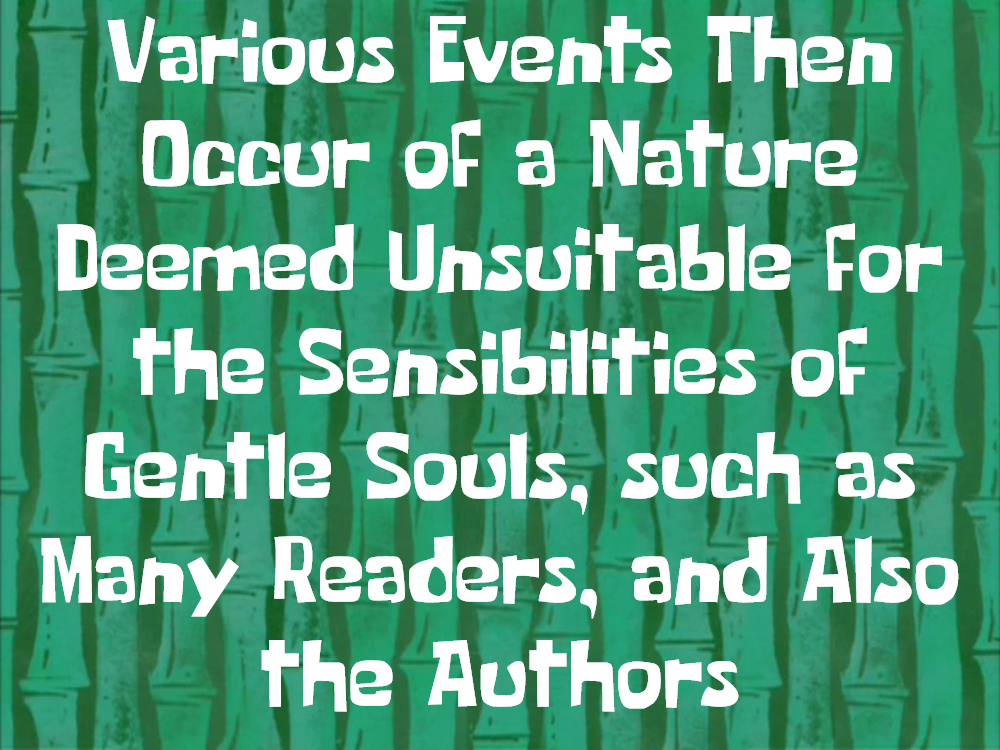 Various Events Then
Occur of a Nature
Deemed Unsuitable for
the Sensibilities of
Gentle Souls, such as
Many Readers, and Also
the Authors